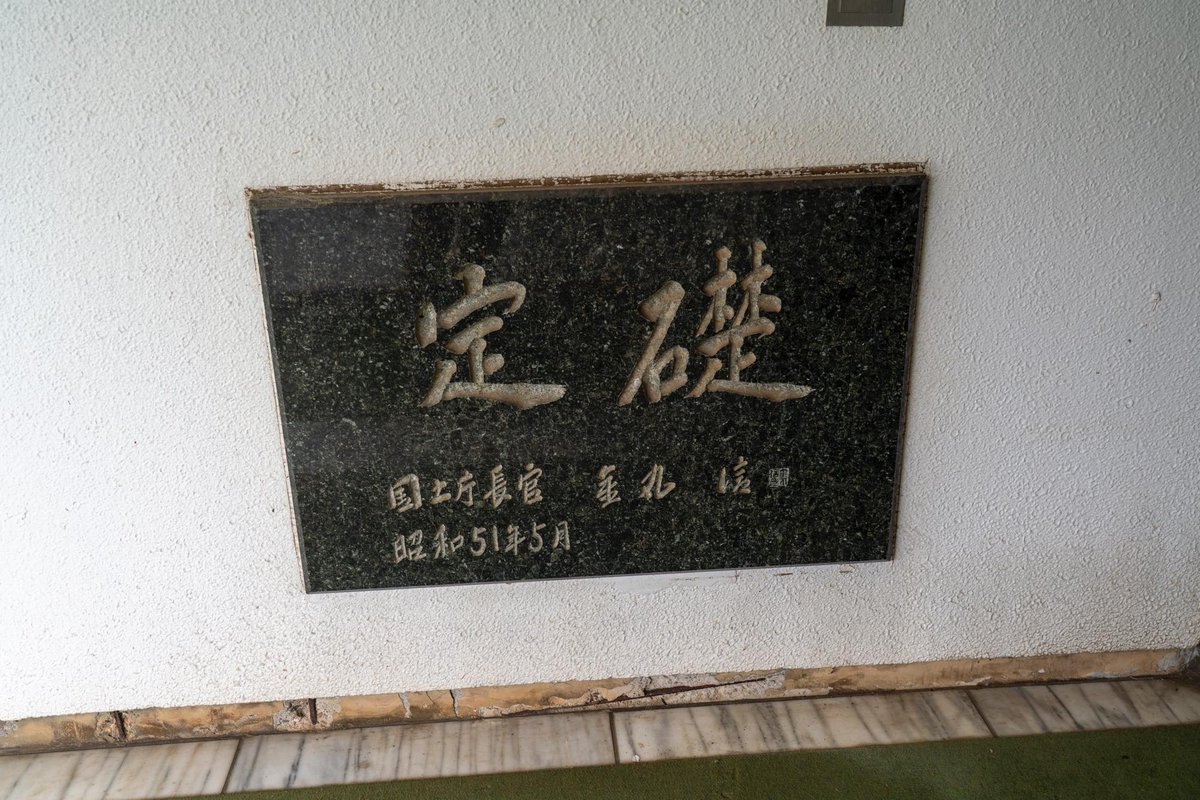 定礎
国土庁長官 金丸 信
昭和51年5月